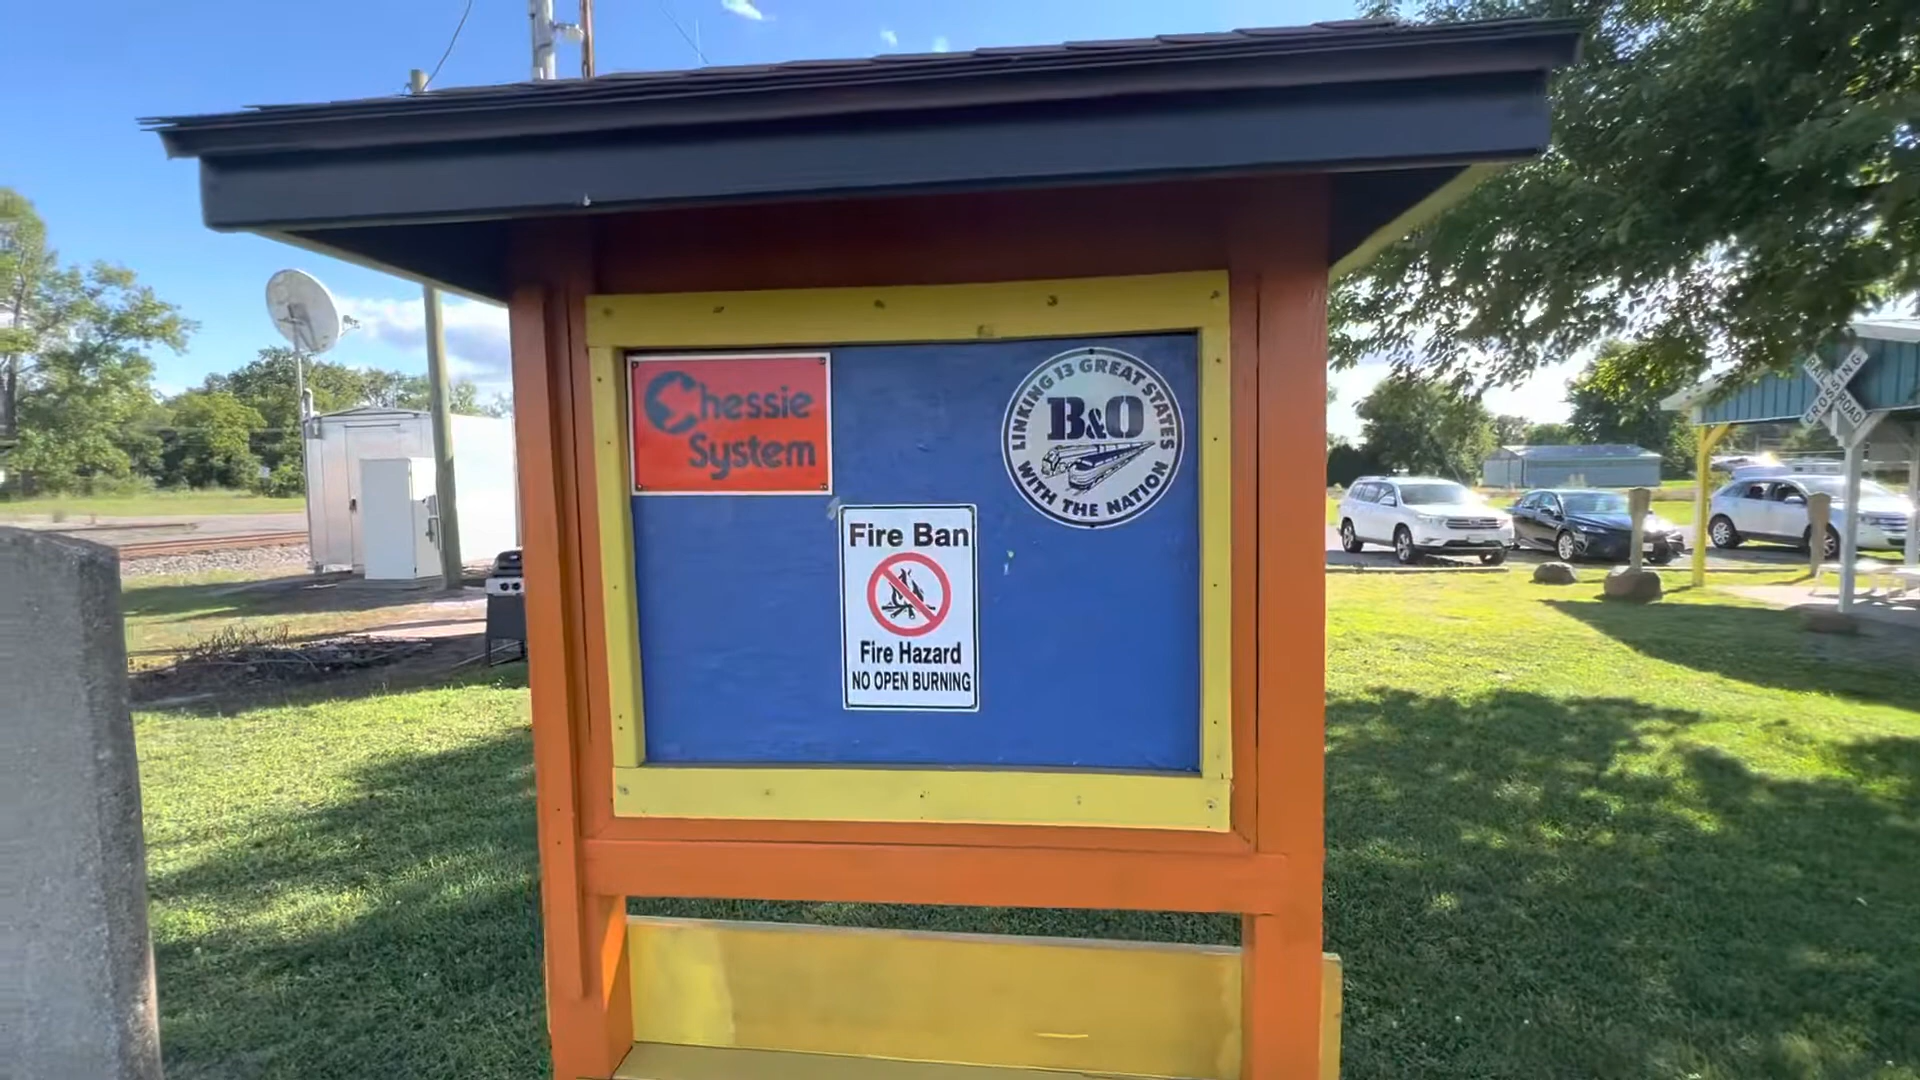 Chessie
System
LINKING 13 GREAT STATES
B&O
WITH THE NATION
Fire Ban
Fire Hazard
NO OPEN BURNING
RAILROAD
CROSSING